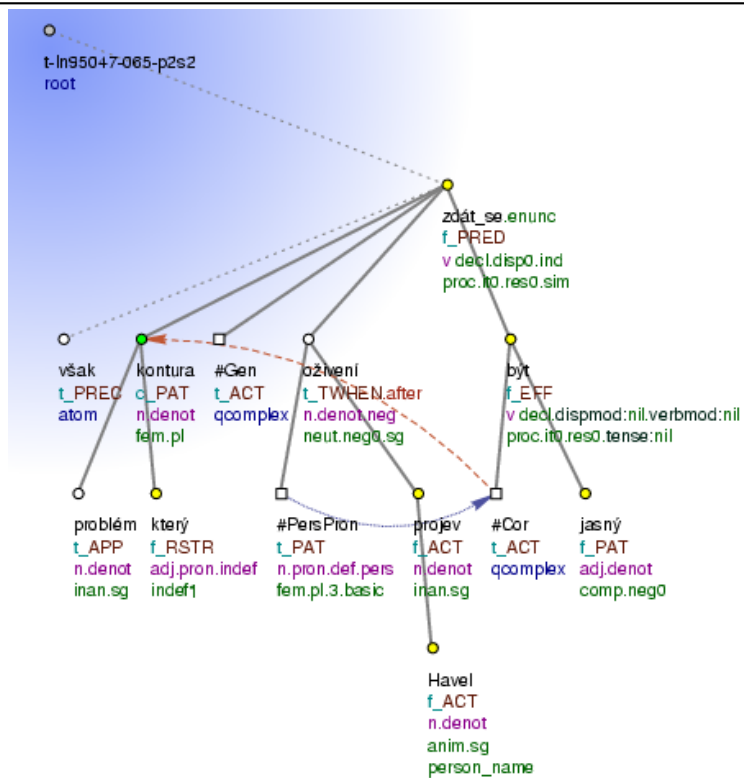 t-ln95047-065-p2s2
root
zdát_se.enunc
f_PRED
v decl.disp0.ind
proc.it0.res0.sim
však
t_PREC
atom
kontura
c_PAT
n.denot
fem.pl
#Gen
t_ACT
qcomplex
oživení
t_TWHEN.after
n.denot.neg
neut.neg0.sg
být
f_EFF
v decl.dispmod:nil.verbmod:nil
proc.it0.res0.tense:nil
problém
t_APP
n.denot
inan.sg
který
f_RSTR
adj.pron.indef
indef1
#PersPron
t_PAT
n.pron.def.pers
fem.pl.3.basic
projev
f_ACT
n.denot
inan.sg
#Cor
t_ACT
qcomplex
jasný
f_PAT
adj.denot
comp.neg0
Havel
f_ACT
n.denot
anim.sg
person_name